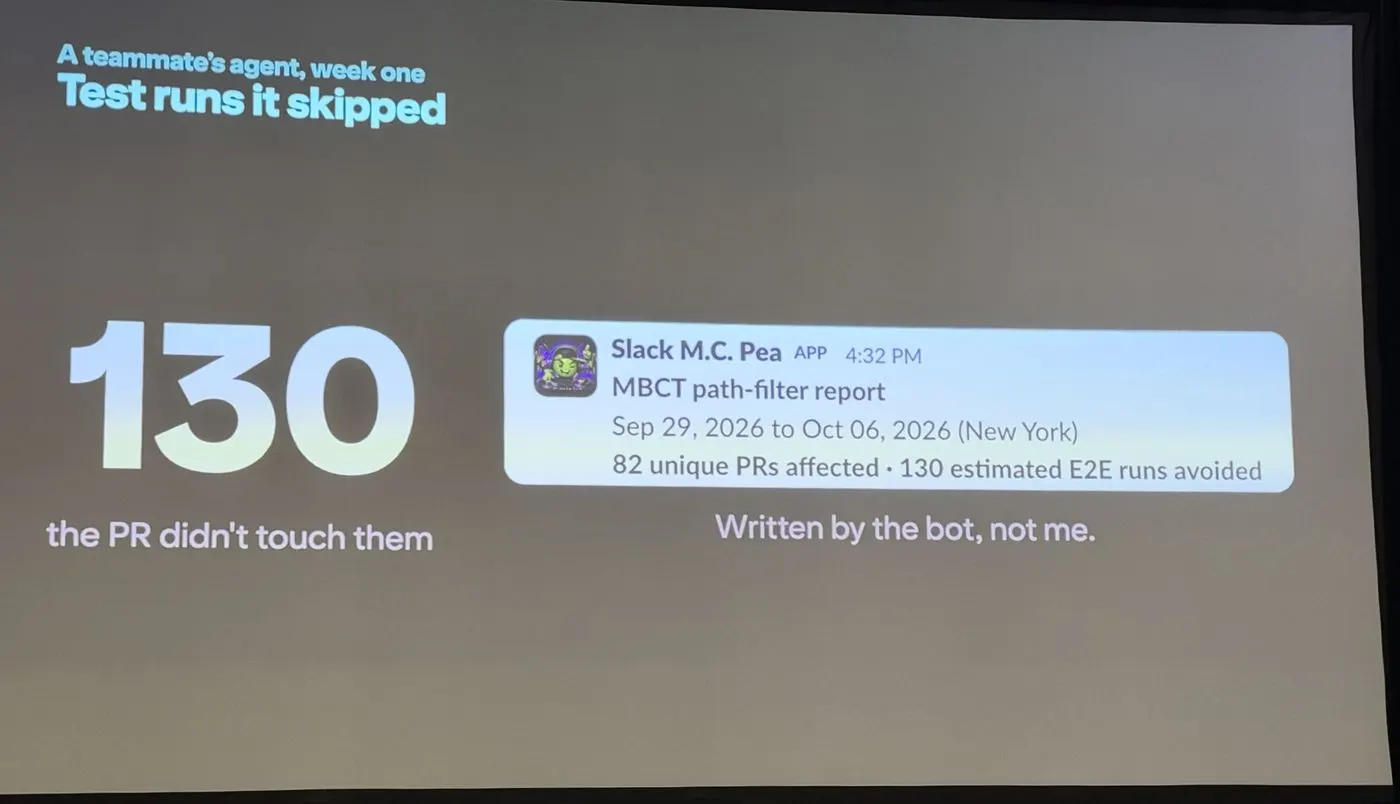 A teammate's agent, week one
Test runs it skipped
130
the PR didn't touch them
Slack M.C. Pea APP 4:32 PM
MBCT path-filter report
Sep 29, 2026 to Oct 06, 2026 (New York)
82 unique PRs affected · 130 estimated E2E runs avoided
Written by the bot, not me.